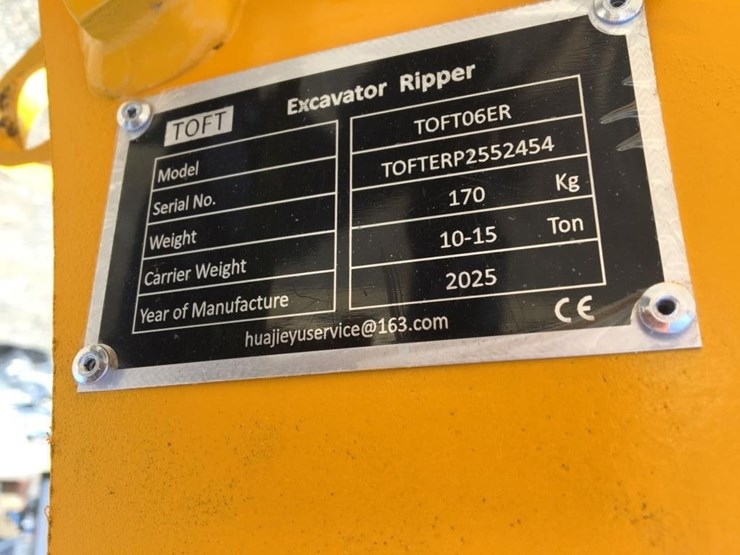 TOFT
Excavator Ripper
Model TOFT06ER
Serial No. TOFTERP2552454
Weight 170 Kg
Carrier Weight 10-15 Ton
Year of Manufacture 2025
huajieyuservice@163.com CE